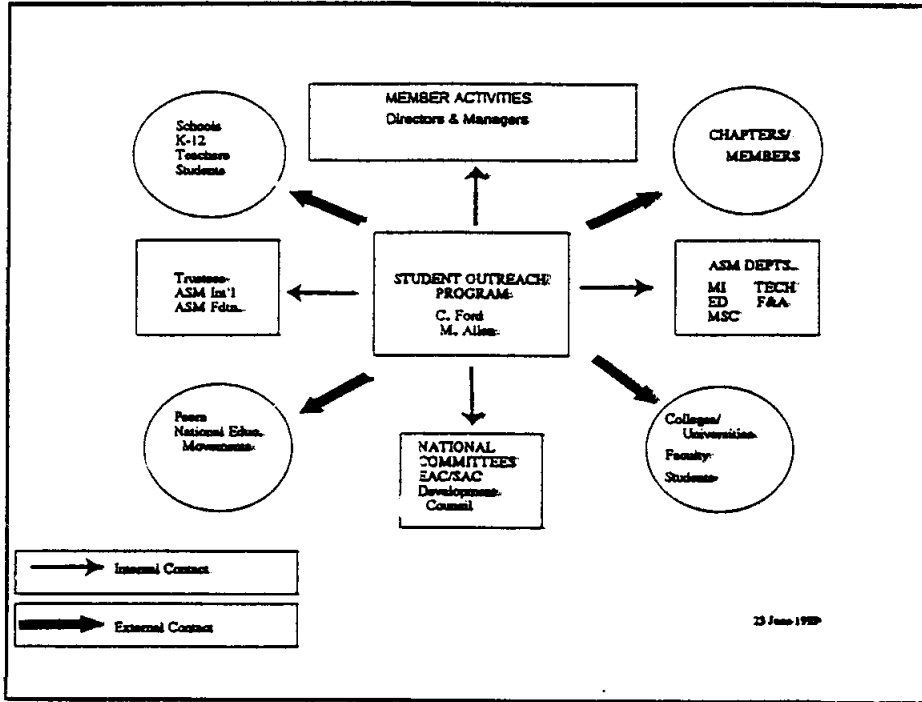 MEMBER ACTIVITIES
Directors & Managers
Schools
K-12
Teachers
Students
CHAPTERS/
MEMBERS
Trustees
ASM Int'l
ASM Fdtn.
STUDENT OUTREACH
PROGRAM
C. Ford
M. Allen
ASM DEPTS.
MI TECH
ED F&A
MSC
Peers
National Educ.
Movements
NATIONAL
COMMITTEES
EAC/SAC
Development
Council
Colleges/
Universities
Faculty
Students
Internal Contact
External Contact
23 June